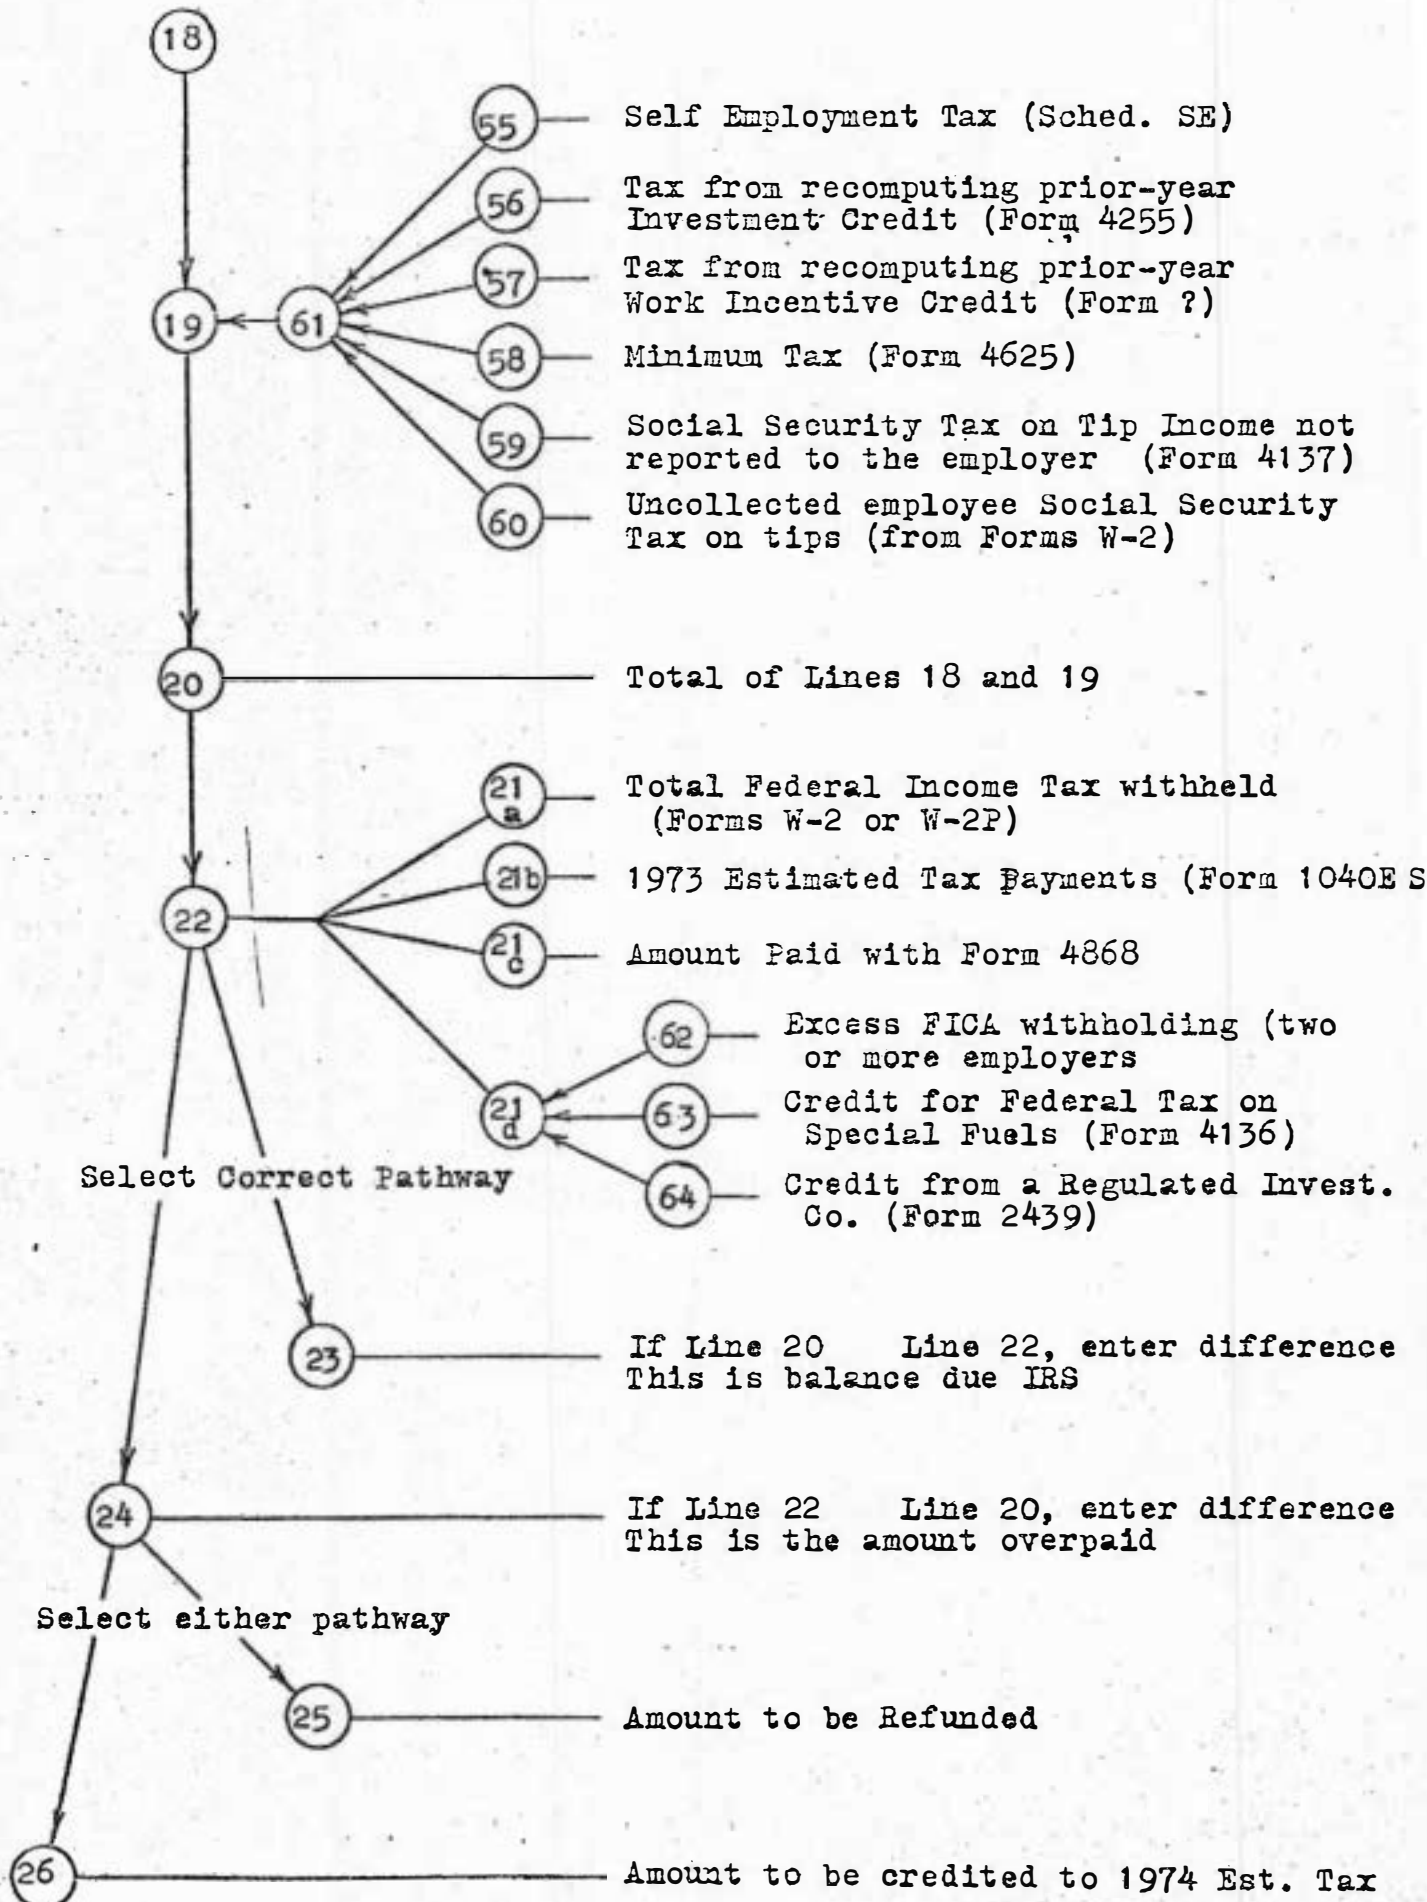 18
55
Self Employment Tax (Sched. SE)
56
Tax from recomputing prior-year
Investment Credit (Form 4255)
57
Tax from recomputing prior-year
Work Incentive Credit (Form ?)
19
61
58
Minimum Tax (Form 4625)
59
Social Security Tax on Tip Income not
reported to the employer (Form 4137)
60
Uncollected employee Social Security
Tax on tips (from Forms W-2)
20
Total of Lines 18 and 19
21
a
Total Federal Income Tax withheld
(Forms W-2 or W-2P)
21b
1973 Estimated Tax Payments (Form 1040ES
22
21
c
Amount Paid with Form 4868
62
Excess FICA withholding (two
or more employers
21
d
63
Credit for Federal Tax on
Special Fuels (Form 4136)
Select Correct Pathway
64
Credit from a Regulated Invest.
Co. (Form 2439)
23
If Line 20 Line 22, enter difference
This is balance due IRS
24
If Line 22 Line 20, enter difference
This is the amount overpaid
Select either pathway
25
Amount to be Refunded
26
Amount to be credited to 1974 Est. Tax